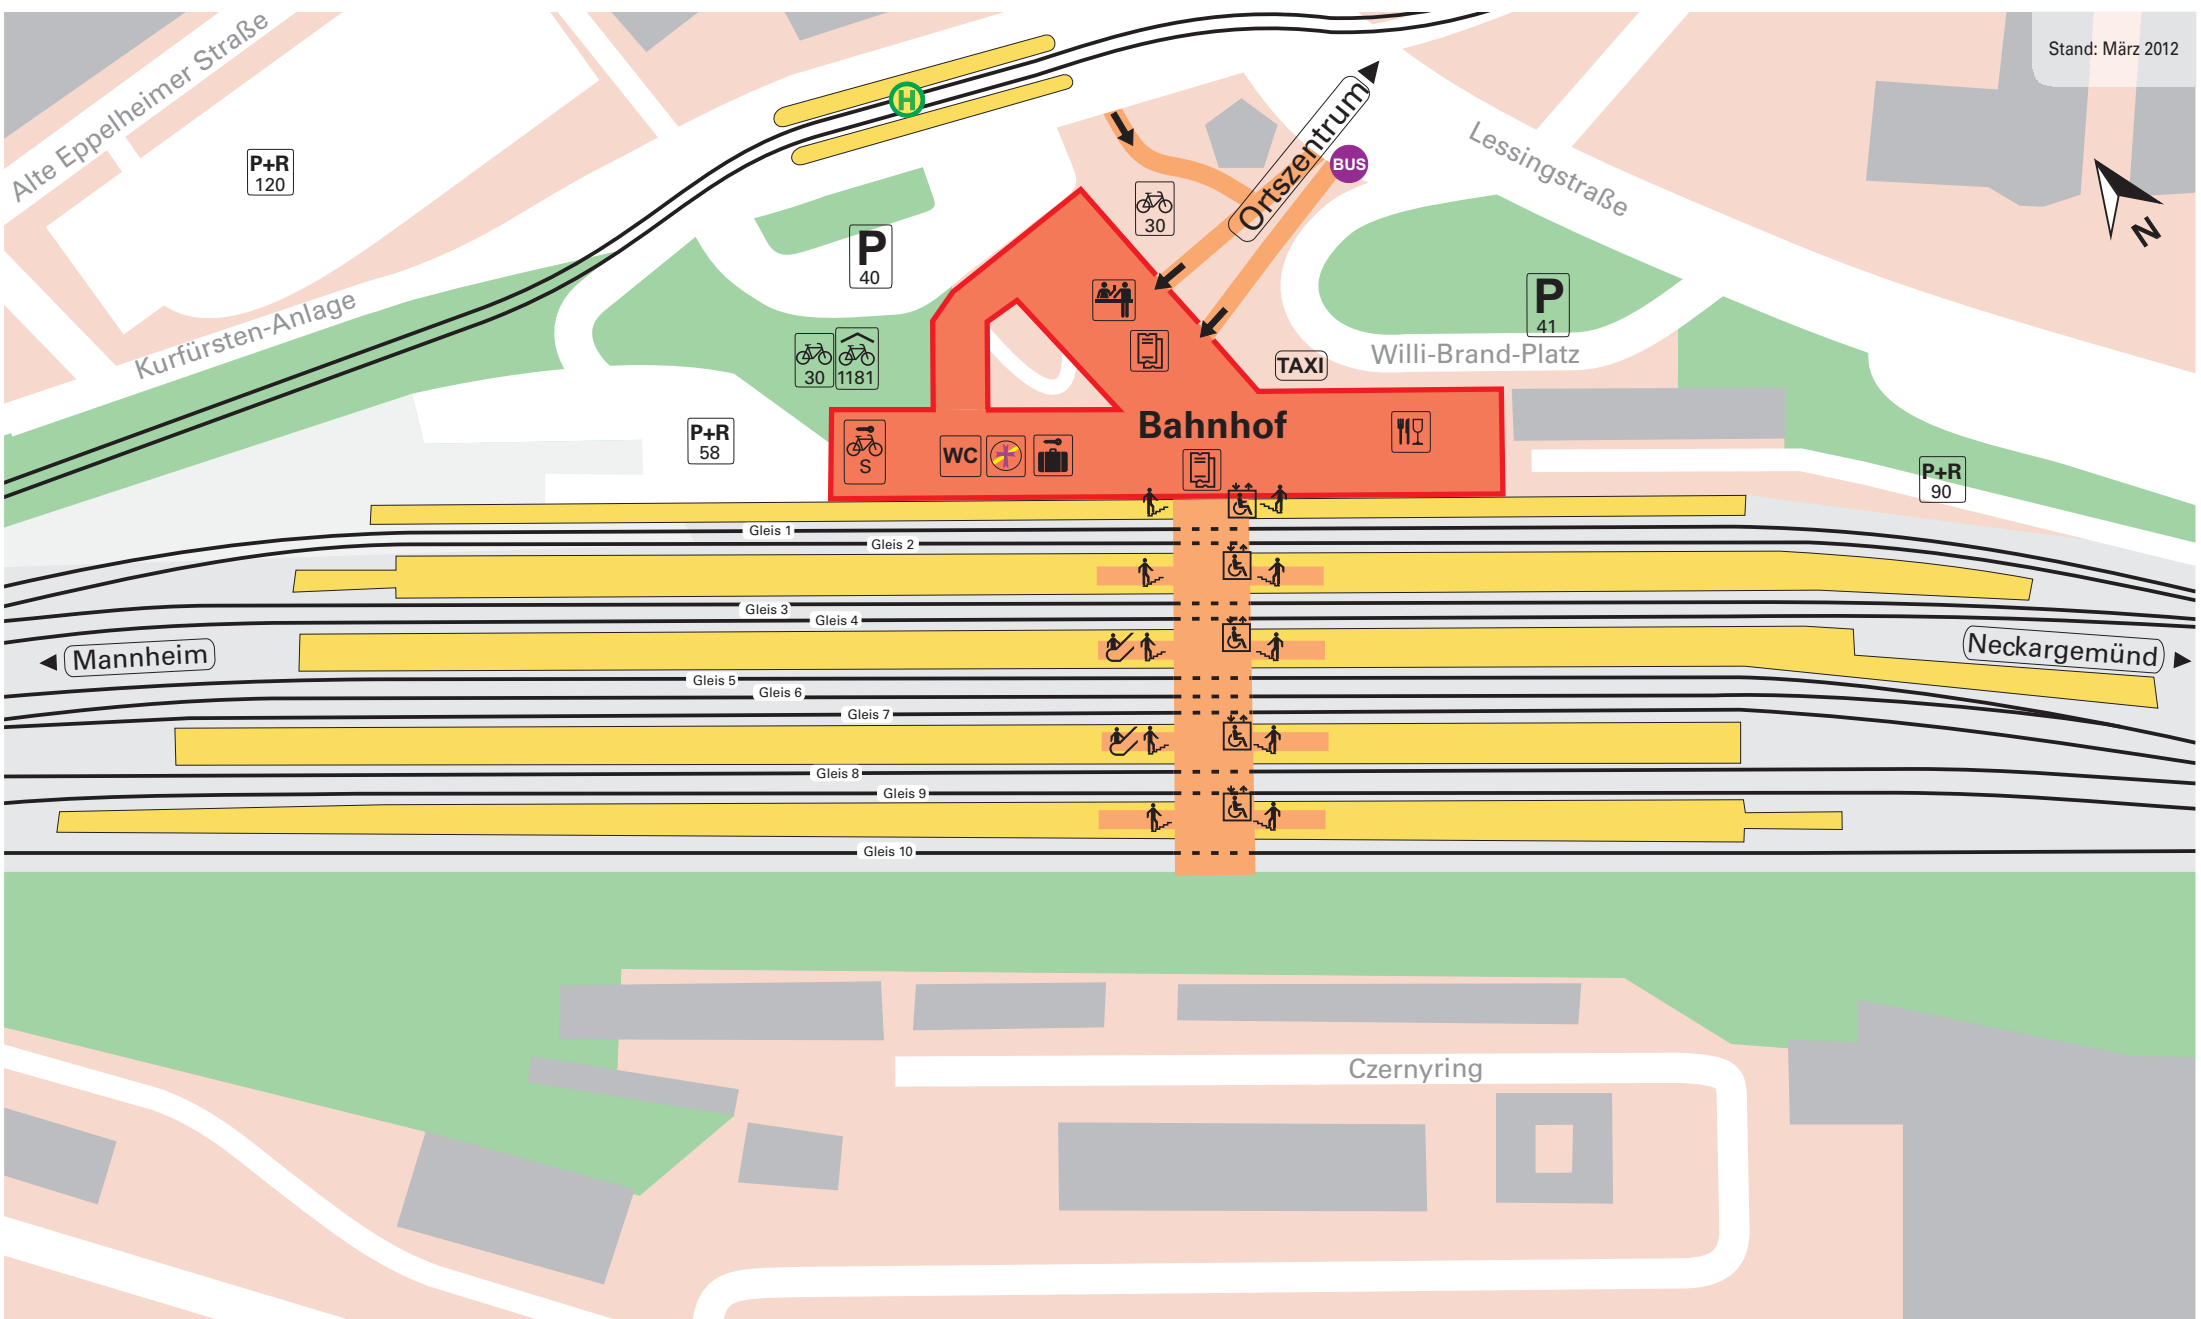 Stand: März 2012
Alte Eppelheimer Straße
H
P+R
120
Ortszentrum
BUS
Lessingstraße
N
30
P
40
P
41
Kurfürsten-Anlage
30
1181
TAXI
Willi-Brand-Platz
Bahnhof
P+R
58
S
WC
P+R
90
Gleis 1
Gleis 2
Gleis 3
Gleis 4
Mannheim
Neckargemünd
Gleis 5
Gleis 6
Gleis 7
Gleis 8
Gleis 9
Gleis 10
Czernyring